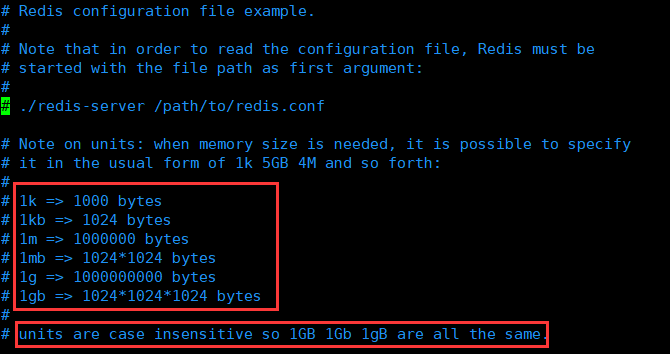 # Redis configuration file example.
#
# Note that in order to read the configuration file, Redis must be
# started with the file path as first argument:
#
# ./redis-server /path/to/redis.conf
# Note on units: when memory size is needed, it is possible to specify
# it in the usual form of 1k 5GB 4M and so forth:
#
# 1k => 1000 bytes
# 1kb => 1024 bytes
# 1m => 1000000 bytes
# 1mb => 1024*1024 bytes
# 1g => 1000000000 bytes
# 1gb => 1024*1024*1024 bytes
#
# units are case insensitive so 1GB 1Gb 1gB are all the same.